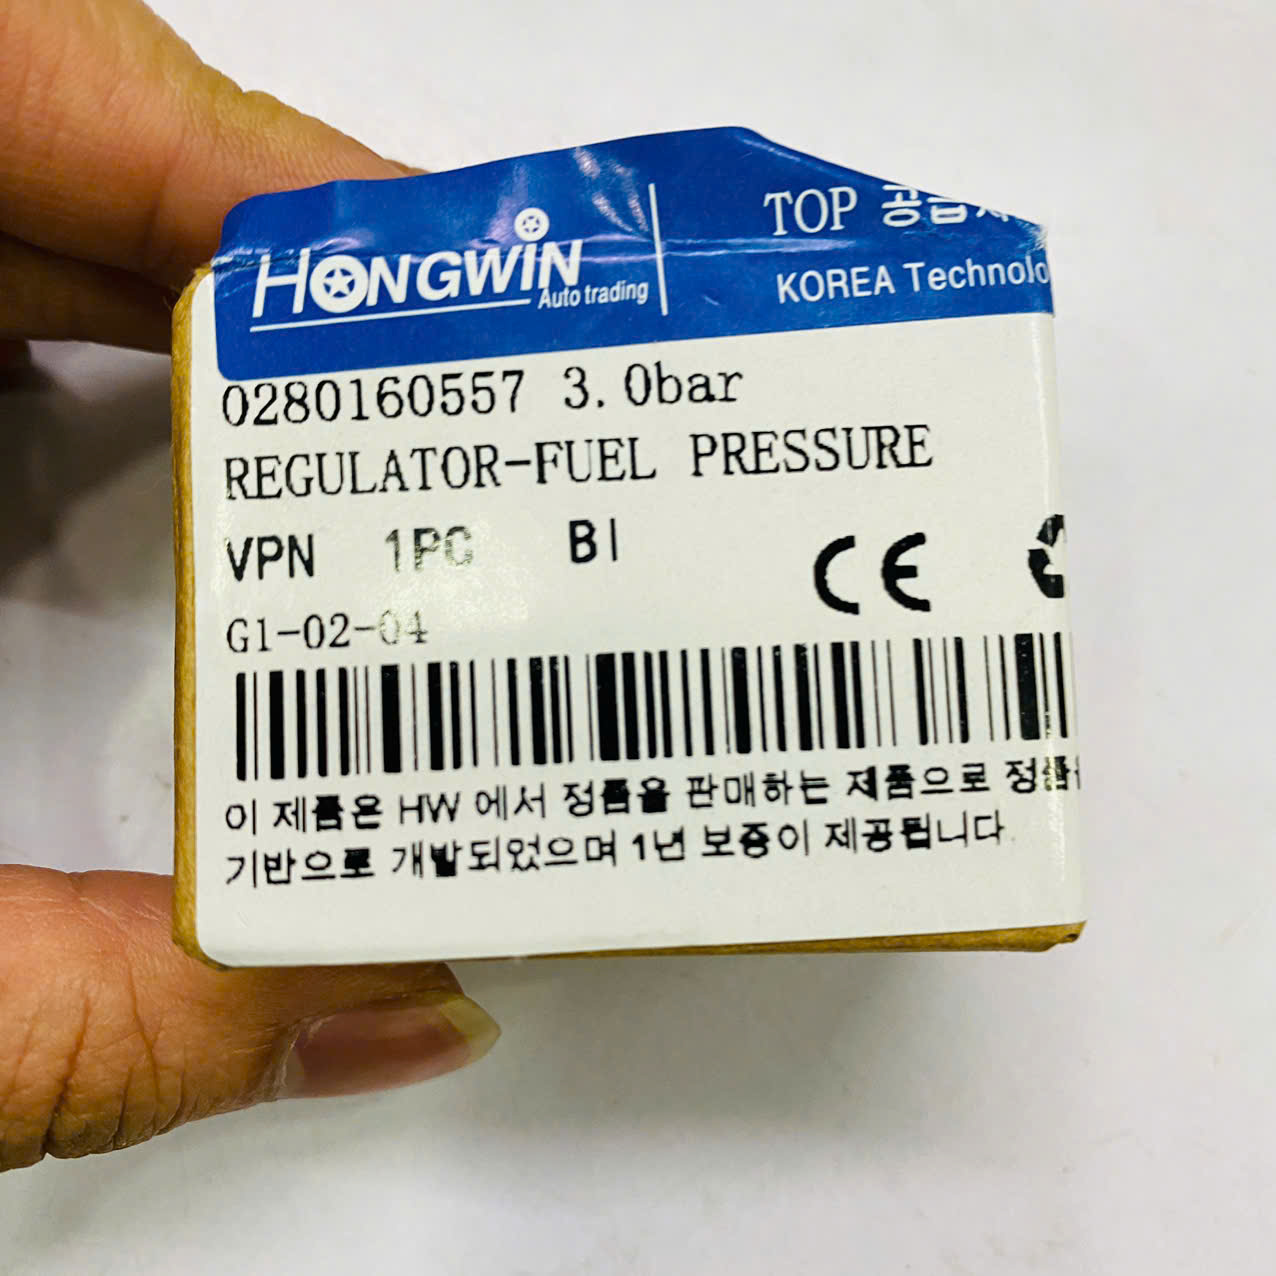 HONGWIN
Auto trading
TOP
KOREA
0280160557 3.0bar
REGULATOR-FUEL PRESSURE
VPN 1PC BI
CE
G1-02-04
이 제품은 HW 에서 정품을 판매하는 제품으로
기반으로 개발되었으며 1년 보증이 제공됩니다.